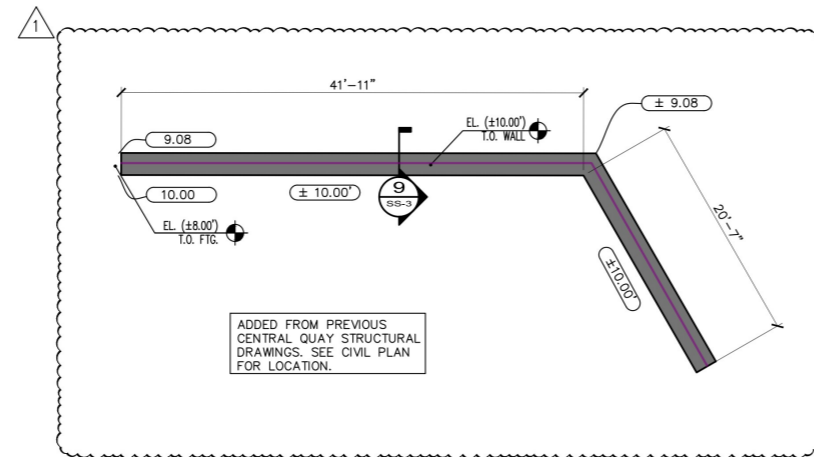 1
41'-11"
± 9.08
9.08
EL. (±10.00')
T.O. WALL
10.00
± 10.00'
9
SS-3
EL. (±8.00')
T.O. FTG.
20'-7"
±10.00'
ADDED FROM PREVIOUS
CENTRAL QUAY STRUCTURAL
DRAWINGS. SEE CIVIL PLAN
FOR LOCATION.